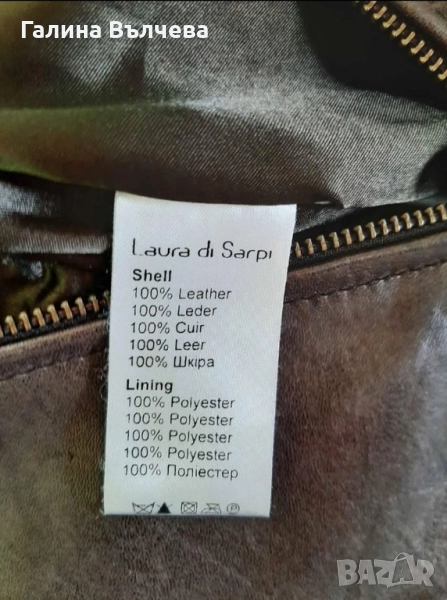 Галина Вълчева
Laura di Sarpi
Shell
100% Leather
100% Leder
100% Cuir
100% Leer
100% Шкіра
Lining
100% Polyester
100% Polyester
100% Polyester
100% Polyester
100% Поліестер
BAZAR